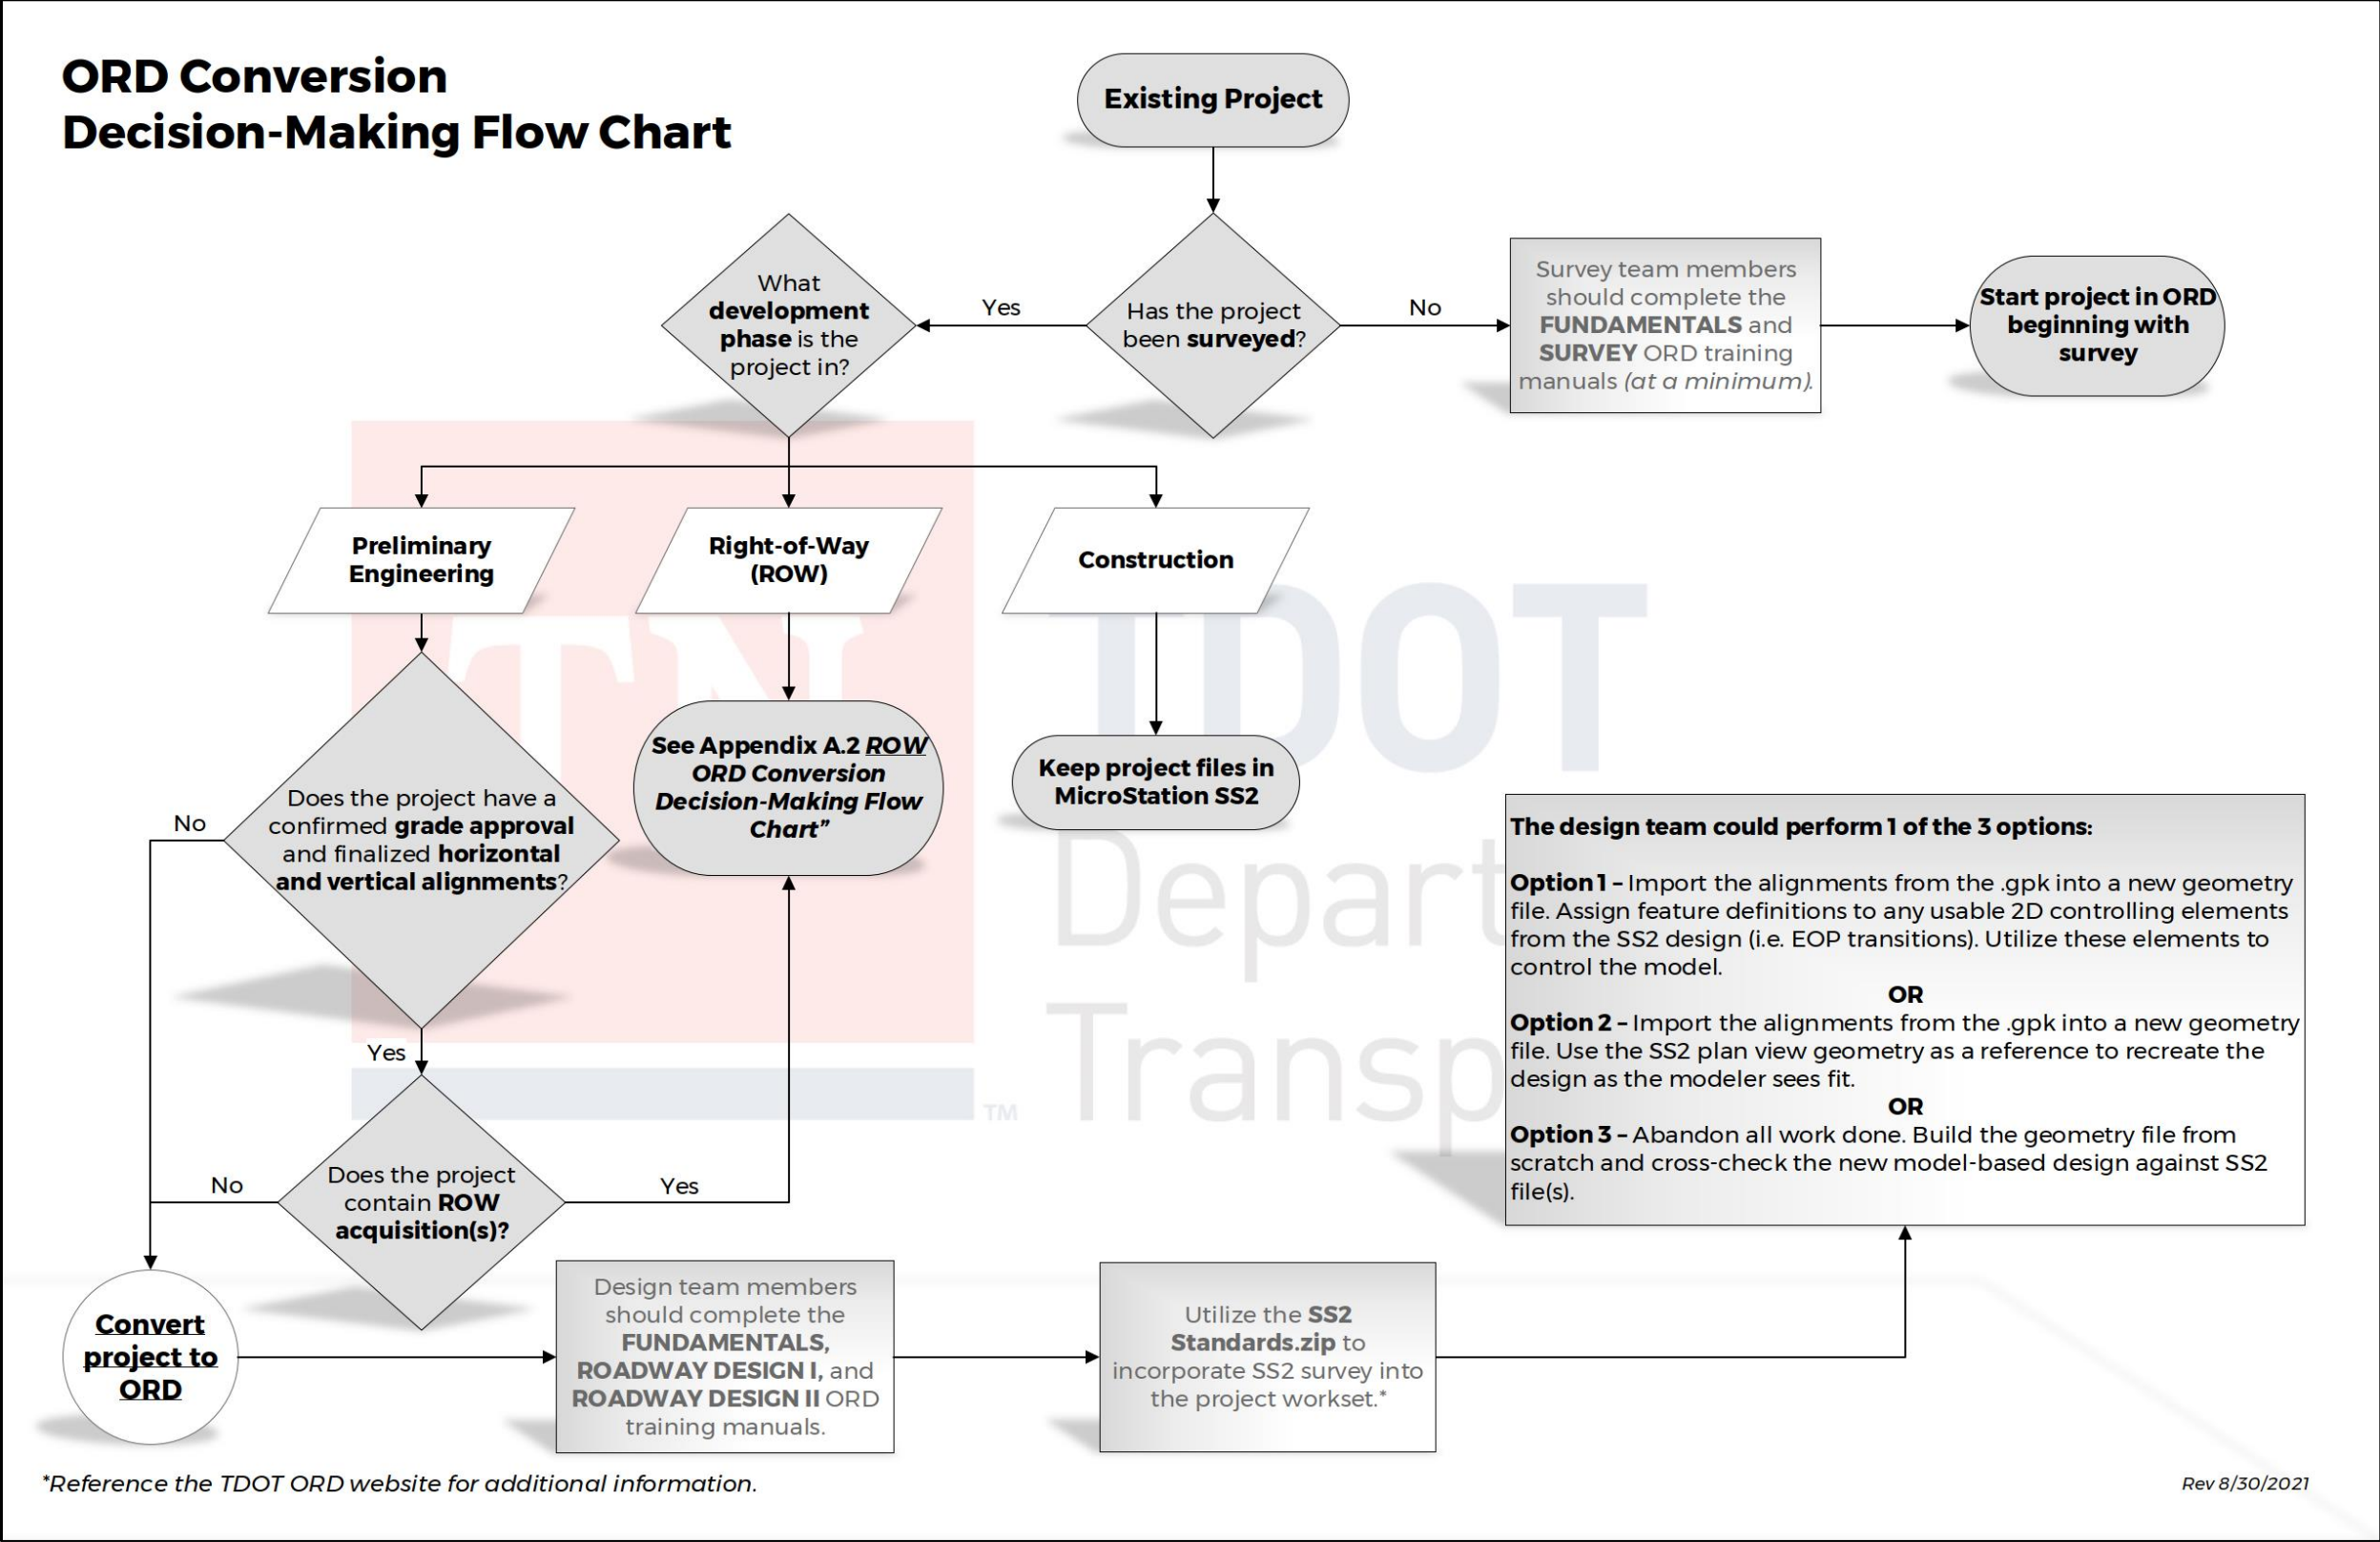 ORD Conversion
Decision-Making Flow Chart
Existing Project
What
development
phase is the
project in?
Yes
Has the project
been surveyed?
No
Survey team members
should complete the
FUNDAMENTALS and
SURVEY ORD training
manuals (at a minimum).
Start project in ORD
beginning with
survey
Preliminary
Engineering
Right-of-Way
(ROW)
Construction
TN
TDOT
Depart
Transp
TM
No
Does the project have a
confirmed grade approval
and finalized horizontal
and vertical alignments?
See Appendix A.2 ROW
ORD Conversion
Decision-Making Flow
Chart”
Keep project files in
MicroStation SS2
Yes
No
Does the project
contain ROW
acquisition(s)?
Yes
Convert
project to
ORD
Design team members
should complete the
FUNDAMENTALS,
ROADWAY DESIGN I, and
ROADWAY DESIGN II ORD
training manuals.
Utilize the SS2
Standards.zip to
incorporate SS2 survey into
the project workset.*
The design team could perform 1 of the 3 options:
Option 1 – Import the alignments from the .gpk into a new geometry
file. Assign feature definitions to any usable 2D controlling elements
from the SS2 design (i.e. EOP transitions). Utilize these elements to
control the model.
OR
Option 2 – Import the alignments from the .gpk into a new geometry
file. Use the SS2 plan view geometry as a reference to recreate the
design as the modeler sees fit.
OR
Option 3 – Abandon all work done. Build the geometry file from
scratch and cross-check the new model-based design against SS2
file(s).
*Reference the TDOT ORD website for additional information.
Rev 8/30/2021